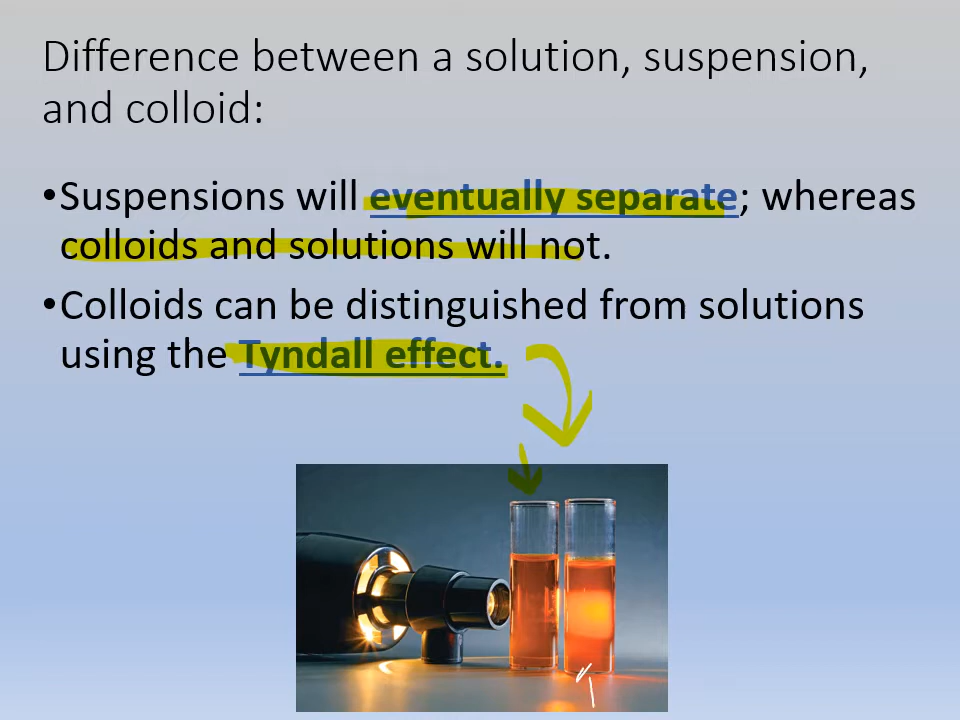 Difference between a solution, suspension,
and colloid:
•Suspensions will eventually separate; whereas
colloids and solutions will not.
•Colloids can be distinguished from solutions
using the Tyndall effect.